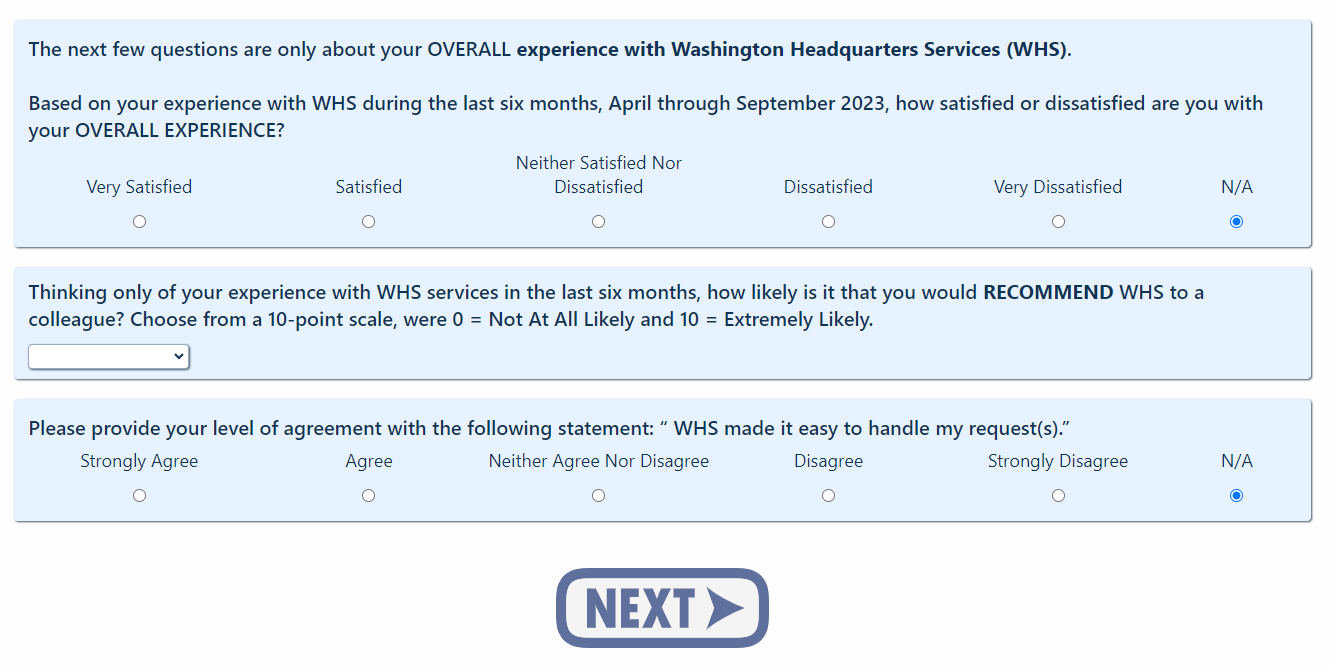 The next few questions are only about your OVERALL experience with Washington Headquarters Services (WHS).
Based on your experience with WHS during the last six months, April through September 2023, how satisfied or dissatisfied are you with
your OVERALL EXPERIENCE?
Neither Satisfied Nor
Very Satisfied Satisfied Dissatisfied Dissatisfied Very Dissatisfied N/A
Thinking only of your experience with WHS services in the last six months, how likely is it that you would RECOMMEND WHS to a
colleague? Choose from a 10-point scale, were 0 = Not At All Likely and 10 = Extremely Likely.
Please provide your level of agreement with the following statement: “ WHS made it easy to handle my request(s).”
Strongly Agree Agree Neither Agree Nor Disagree Disagree Strongly Disagree N/A
NEXT